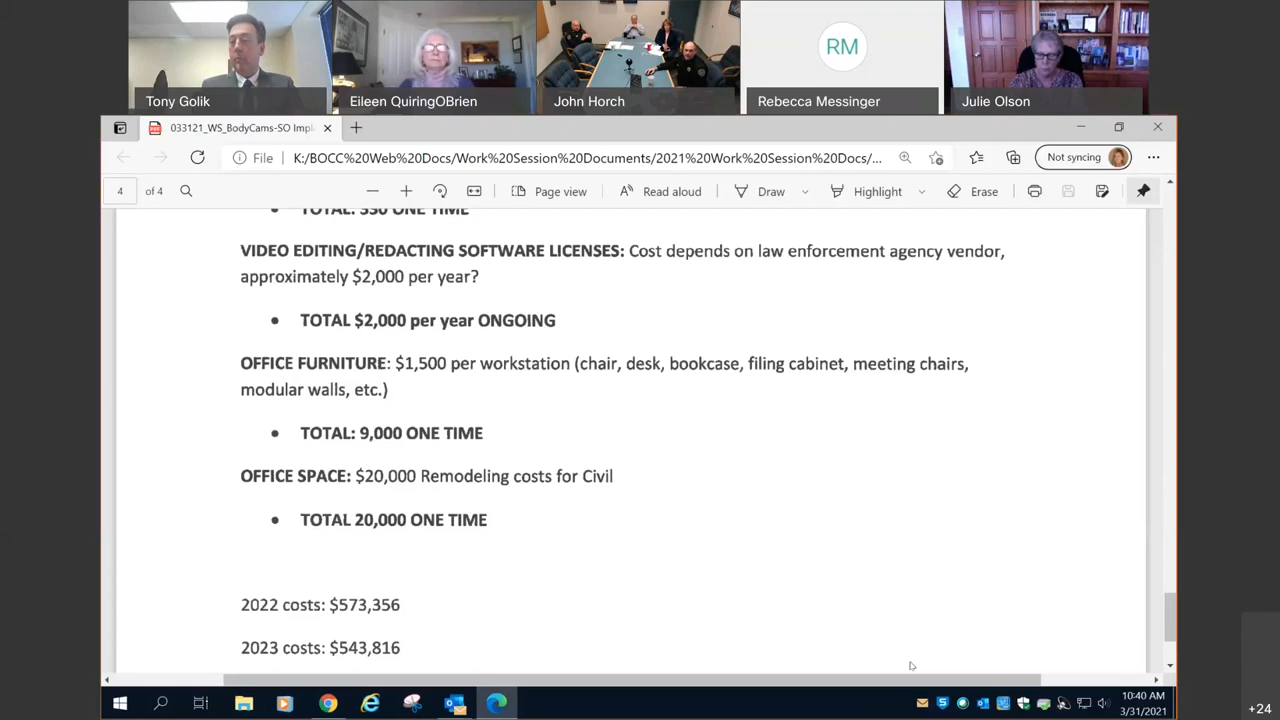 Tony Golik
Eileen QuiringOBrien
John Horch
RM
Rebecca Messinger
Julie Olson
033121_WS_BodyCams-SO Impl
File K:/BOCC%20Web%20Docs/Work%20Session%20Documents/2021%20Work%20Session%20Docs/...
Not syncing
4 of 4
Page view
Read aloud
Draw
Highlight
Erase
• TOTAL: 350 ONE TIME
VIDEO EDITING/REDACTING SOFTWARE LICENSES: Cost depends on law enforcement agency vendor,
approximately $2,000 per year?
• TOTAL $2,000 per year ONGOING
OFFICE FURNITURE: $1,500 per workstation (chair, desk, bookcase, filing cabinet, meeting chairs,
modular walls, etc.)
• TOTAL: 9,000 ONE TIME
OFFICE SPACE: $20,000 Remodeling costs for Civil
• TOTAL 20,000 ONE TIME
2022 costs: $573,356
2023 costs: $543,816
10:40 AM
3/31/2021
+24